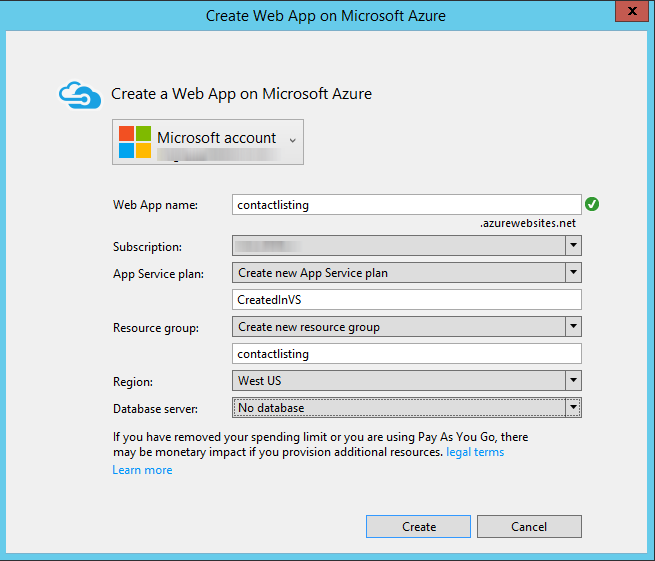 Create Web App on Microsoft Azure
x
Create a Web App on Microsoft Azure
Microsoft account
Web App name:
contactlisting
.azurewebsites.net
Subscription:
App Service plan:
Create new App Service plan
CreatedInVS
Resource group:
Create new resource group
contactlisting
Region:
West US
Database server:
No database
If you have removed your spending limit or you are using Pay As You Go, there
may be monetary impact if you provision additional resources. legal terms
Learn more
Create
Cancel